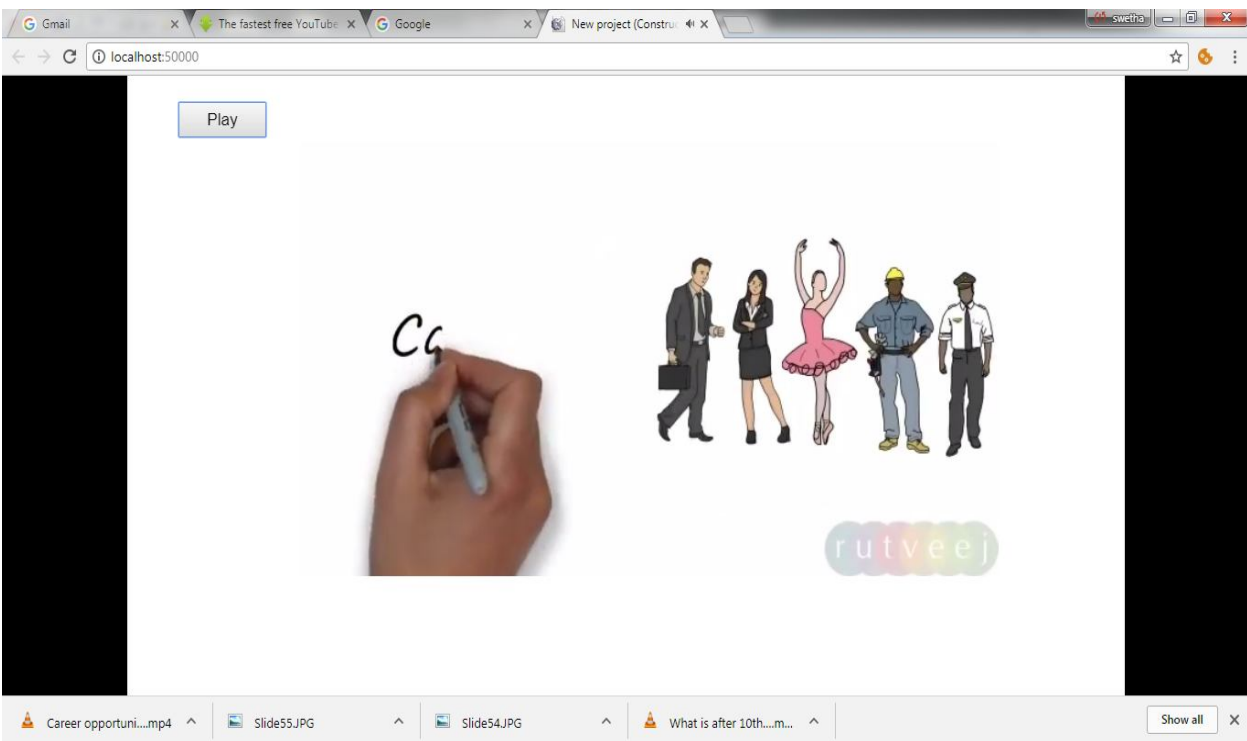 Gmail
The fastest free YouTube
Google
New project (Constru
swetha
localhost:50000
Play
Ca
rutveej
Career opportuni....mp4
Slide55.JPG
Slide54.JPG
What is after 10th....m...
Show all